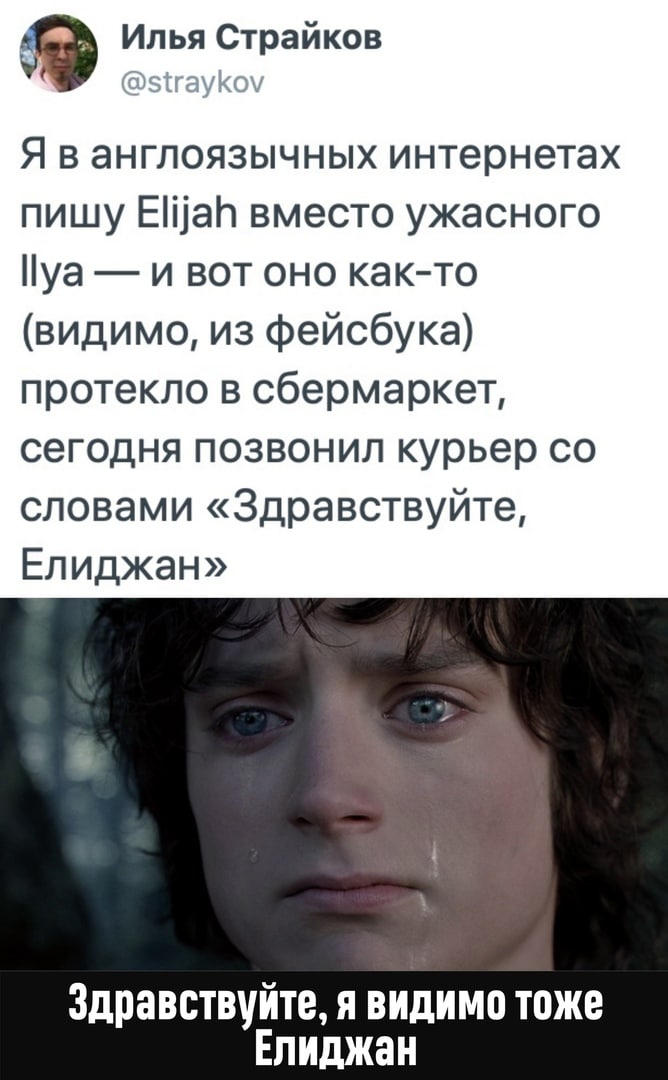 Илья Страйков
@straykov
Я в англоязычных интернетах
пишу Elijah вместо ужасного
Ilya — и вот оно как-то
(видимо, из фейсбука)
протекло в сбермаркет,
сегодня позвонил курьер со
словами «Здравствуйте,
Елиджан»
Здравствуйте, я видимо тоже
Елиджан